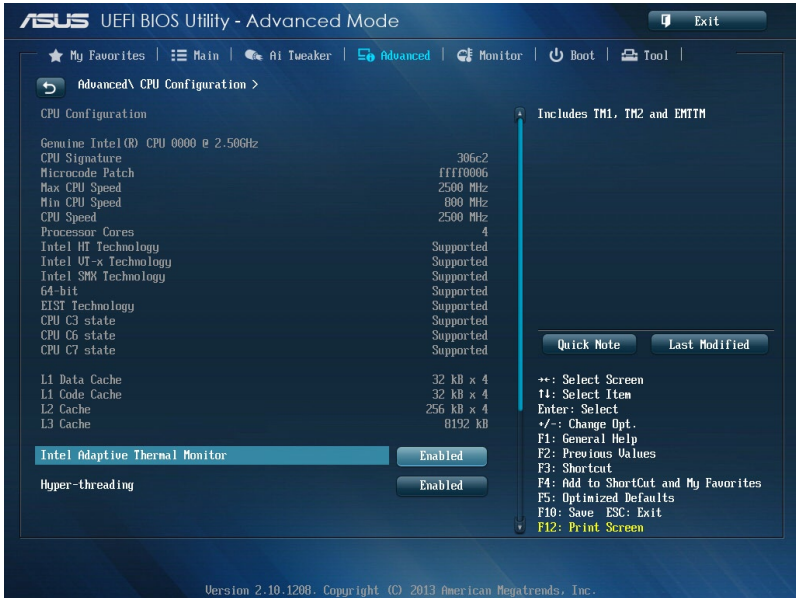 ASUS UEFI BIOS Utility - Advanced Mode
Exit
My Favorites | Main | Ai Tweaker | Advanced | Monitor | Boot | Tool |
Advanced\ CPU Configuration >
CPU Configuration
Includes TM1, TM2 and EMTTM
Genuine Intel(R) CPU 0000 @ 2.50GHz
CPU Signature 306c2
Microcode Patch ffff0006
Max CPU Speed 2500 MHz
Min CPU Speed 800 MHz
CPU Speed 2500 MHz
Processor Cores 4
Intel HT Technology Supported
Intel VT-x Technology Supported
Intel SMX Technology Supported
64-bit Supported
EIST Technology Supported
CPU C3 state Supported
CPU C6 state Supported
CPU C7 state Supported
L1 Data Cache 32 kB x 4
L1 Code Cache 32 kB x 4
L2 Cache 256 kB x 4
L3 Cache 8192 kB
Intel Adaptive Thermal Monitor Enabled
Hyper-threading Enabled
Quick Note Last Modified
→←: Select Screen
↑↓: Select Item
Enter: Select
+/-: Change Opt.
F1: General Help
F2: Previous Values
F3: Shortcut
F4: Add to ShortCut and My Favorites
F5: Optimized Defaults
F10: Save ESC: Exit
F12: Print Screen
Version 2.10.1208. Copyright (C) 2013 American Megatrends, Inc.